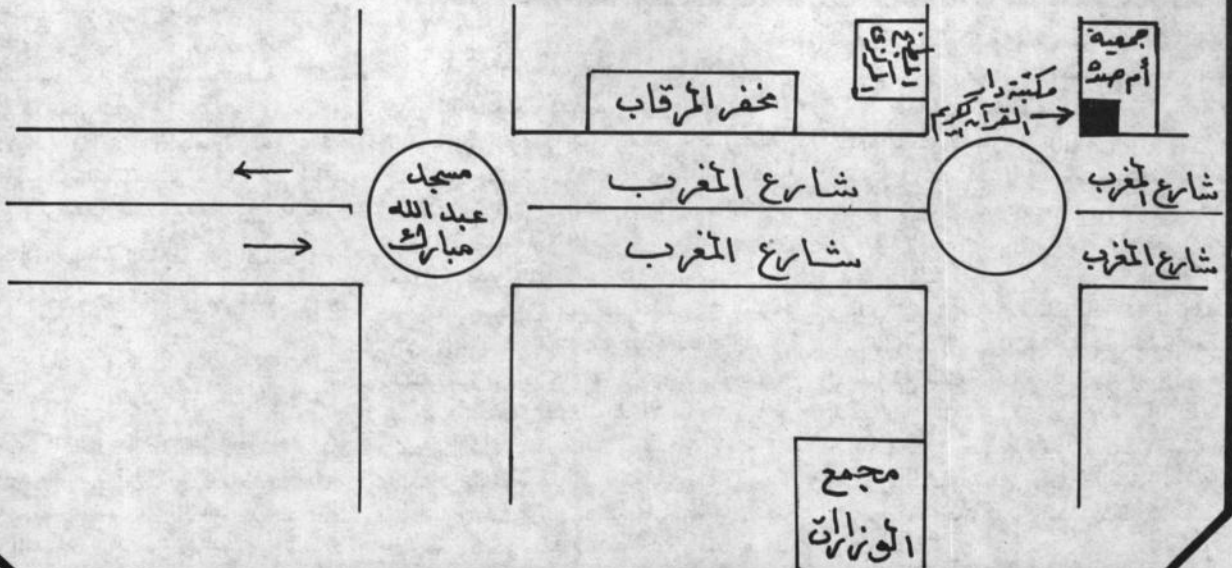 جمعية
أم صدة
مكتبة دار
القرآن الكريم
مخفر المرقاب
شارع المغرب
شارع المغرب
مسجد
عبد الله
مبارك
شارع المغرب
شارع المغرب
مجمع
الوزارات